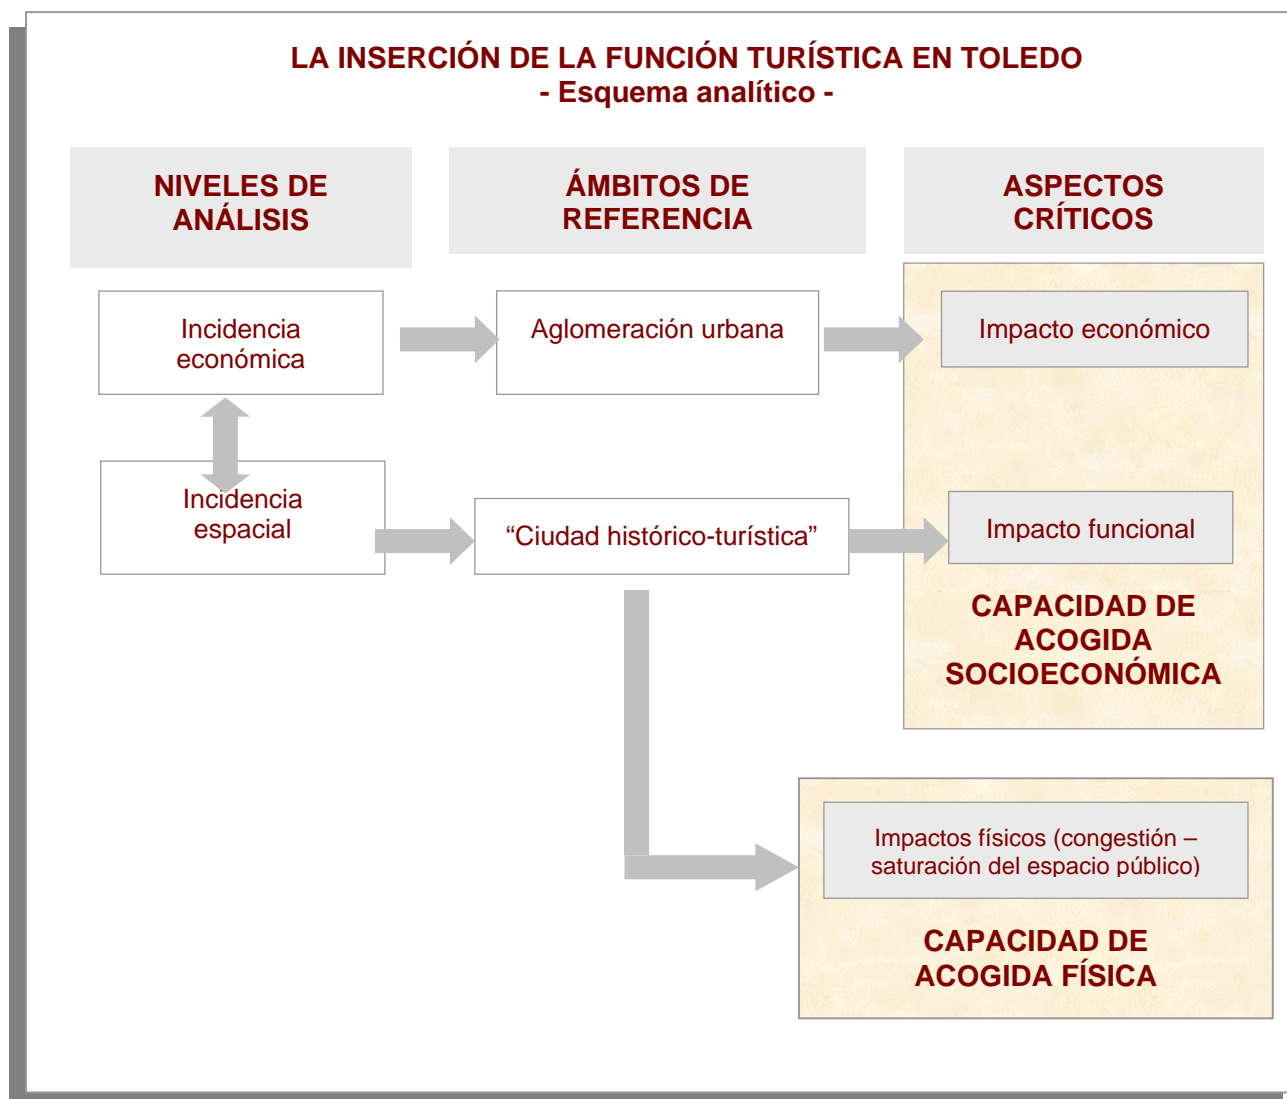 LA INSERCIÓN DE LA FUNCIÓN TURÍSTICA EN TOLEDO
- Esquema analítico -
NIVELES DE
ANÁLISIS
ÁMBITOS DE
REFERENCIA
ASPECTOS
CRÍTICOS
Incidencia
económica
Aglomeración urbana
Impacto económico
Incidencia
espacial
“Ciudad histórico-turística”
Impacto funcional
CAPACIDAD DE
ACOGIDA
SOCIOECONÓMICA
Impactos físicos (congestión –
saturación del espacio público)
CAPACIDAD DE
ACOGIDA FÍSICA